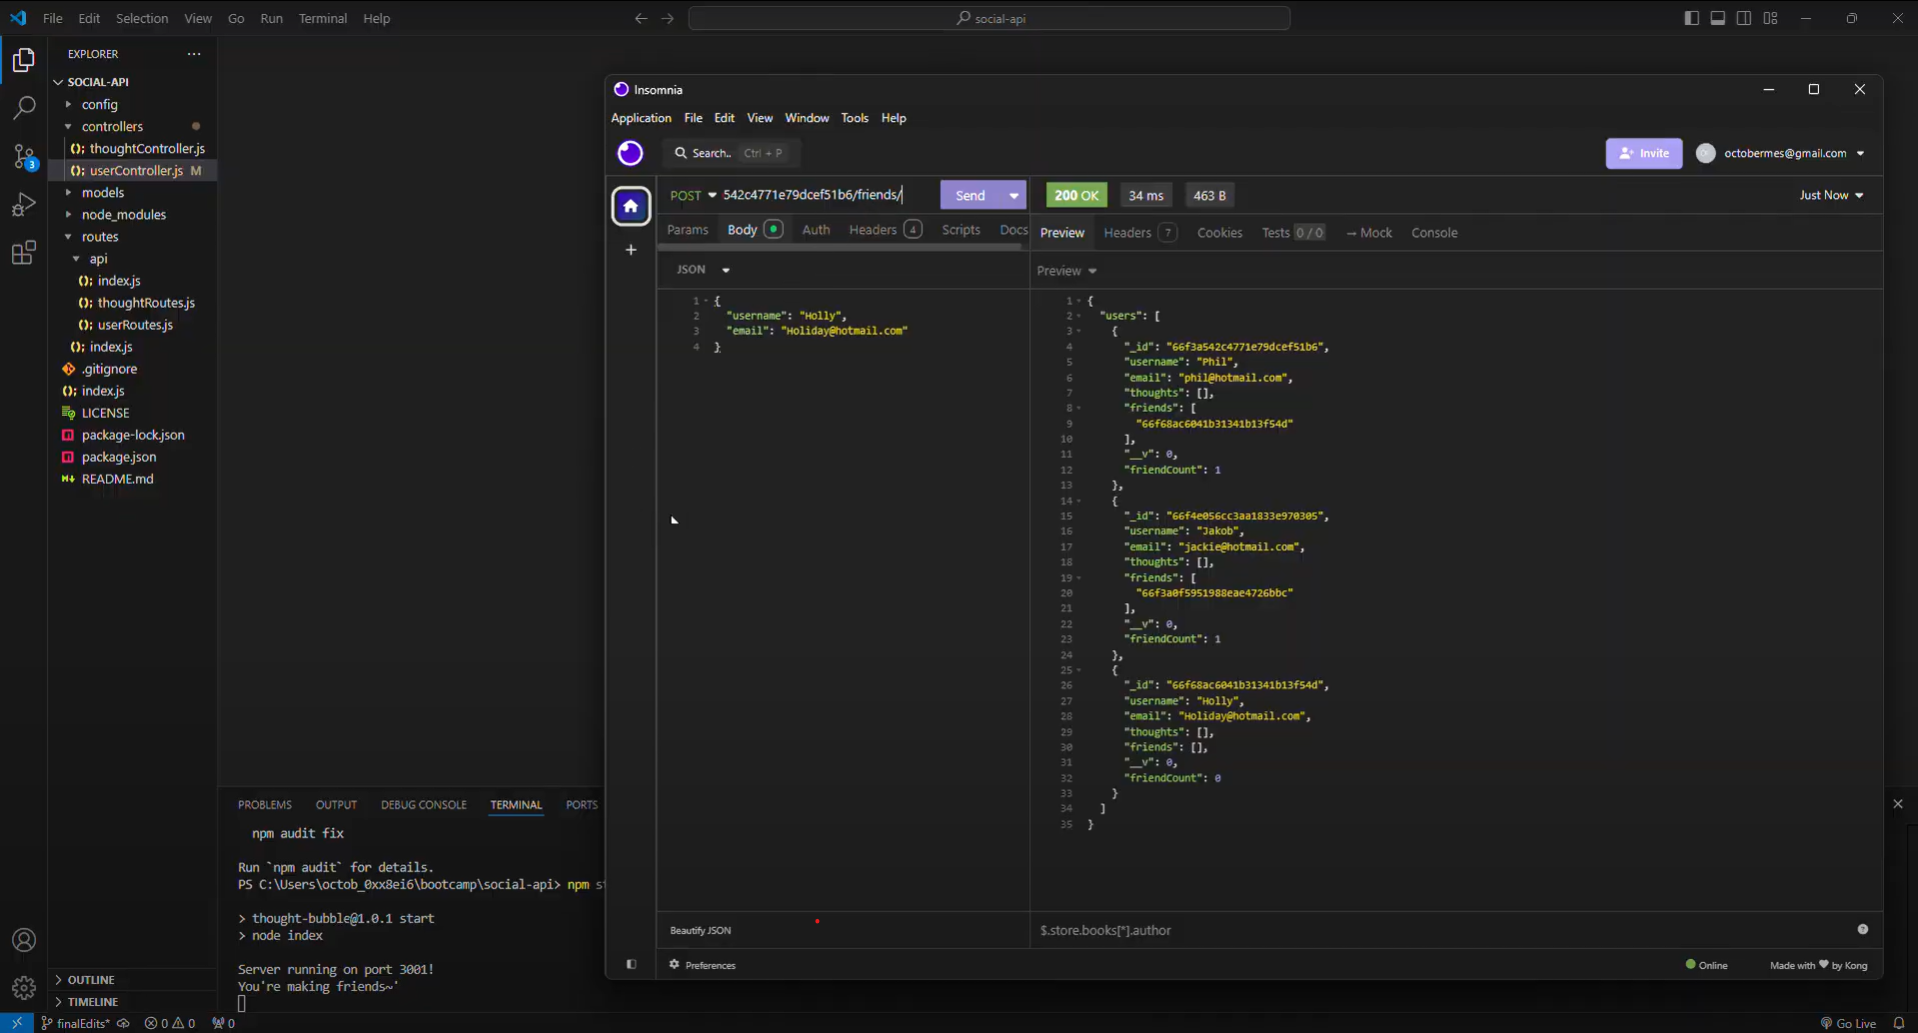 File Edit Selection View Go Run Terminal Help
social-api
EXPLORER
SOCIAL-API
config
controllers
thoughtController.js
userController.js M
models
node_modules
routes
api
index.js
thoughtRoutes.js
userRoutes.js
index.js
.gitignore
index.js
LICENSE
package-lock.json
package.json
README.md
OUTLINE
TIMELINE
3
PROBLEMS OUTPUT DEBUG CONSOLE TERMINAL PORTS
npm audit fix
Run `npm audit` for details.
PS C:\Users\octob_0xx8ei6\bootcamp\social-api> npm
> thought-bubble@1.0.1 start
> node index
Server running on port 3001!
You're making friends~'
finalEdits* 0 0 0
Go Live
Insomnia
Application File Edit View Window Tools Help
Search.. Ctrl + P
Invite octobermes@gmail.com
POST 542c4771e79dcef51b6/friends/ Send
200 OK 34 ms 463 B Just Now
Params Body Auth Headers 4 Scripts Docs
Preview Headers 7 Cookies Tests 0 / 0 → Mock Console
JSON
Preview
1 {
2 "username": "Holly",
3 "email": "Holiday@hotmail.com"
4 }
1 {
2 "users": [
3 {
4 "_id": "66f3a542c4771e79dcef51b6",
5 "username": "Phil",
6 "email": "phil@hotmail.com",
7 "thoughts": [],
8 "friends": [
9 "66f68ac6041b31341b13f54d"
10 ],
11 "__v": 0,
12 "friendCount": 1
13 },
14 {
15 "_id": "66f4e056cc3aa1833e970305",
16 "username": "Jakob",
17 "email": "jackie@hotmail.com",
18 "thoughts": [],
19 "friends": [
20 "66f3a0f5951988eae4726bbc"
21 ],
22 "__v": 0,
23 "friendCount": 1
24 },
25 {
26 "_id": "66f68ac6041b31341b13f54d",
27 "username": "Holly",
28 "email": "Holiday@hotmail.com",
29 "thoughts": [],
30 "friends": [],
31 "__v": 0,
32 "friendCount": 0
33 }
34 ]
35 }
Beautify JSON
$.store.books[*].author
Preferences
Online Made with ♥ by Kong